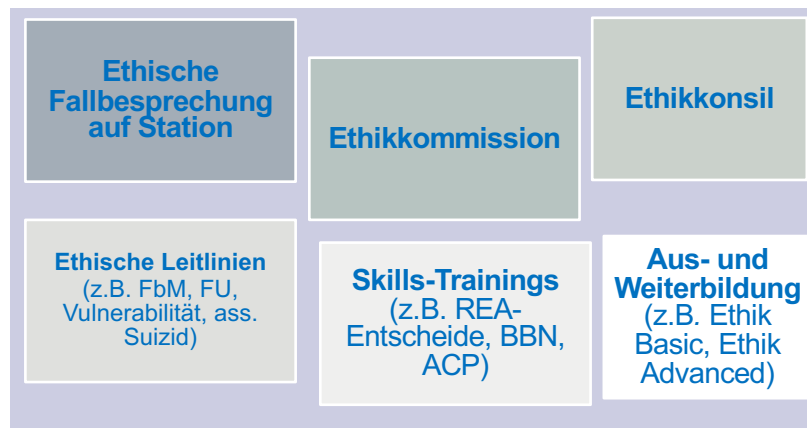 Ethische
Fallbesprechung
auf Station
Ethikkommission
Ethikkonsil
Ethische Leitlinien
(z.B. FbM, FU,
Vulnerabilität, ass.
Suizid)
Skills-Trainings
(z.B. REA-
Entscheide, BBN,
ACP)
Aus- und
Weiterbildung
(z.B. Ethik
Basic, Ethik
Advanced)